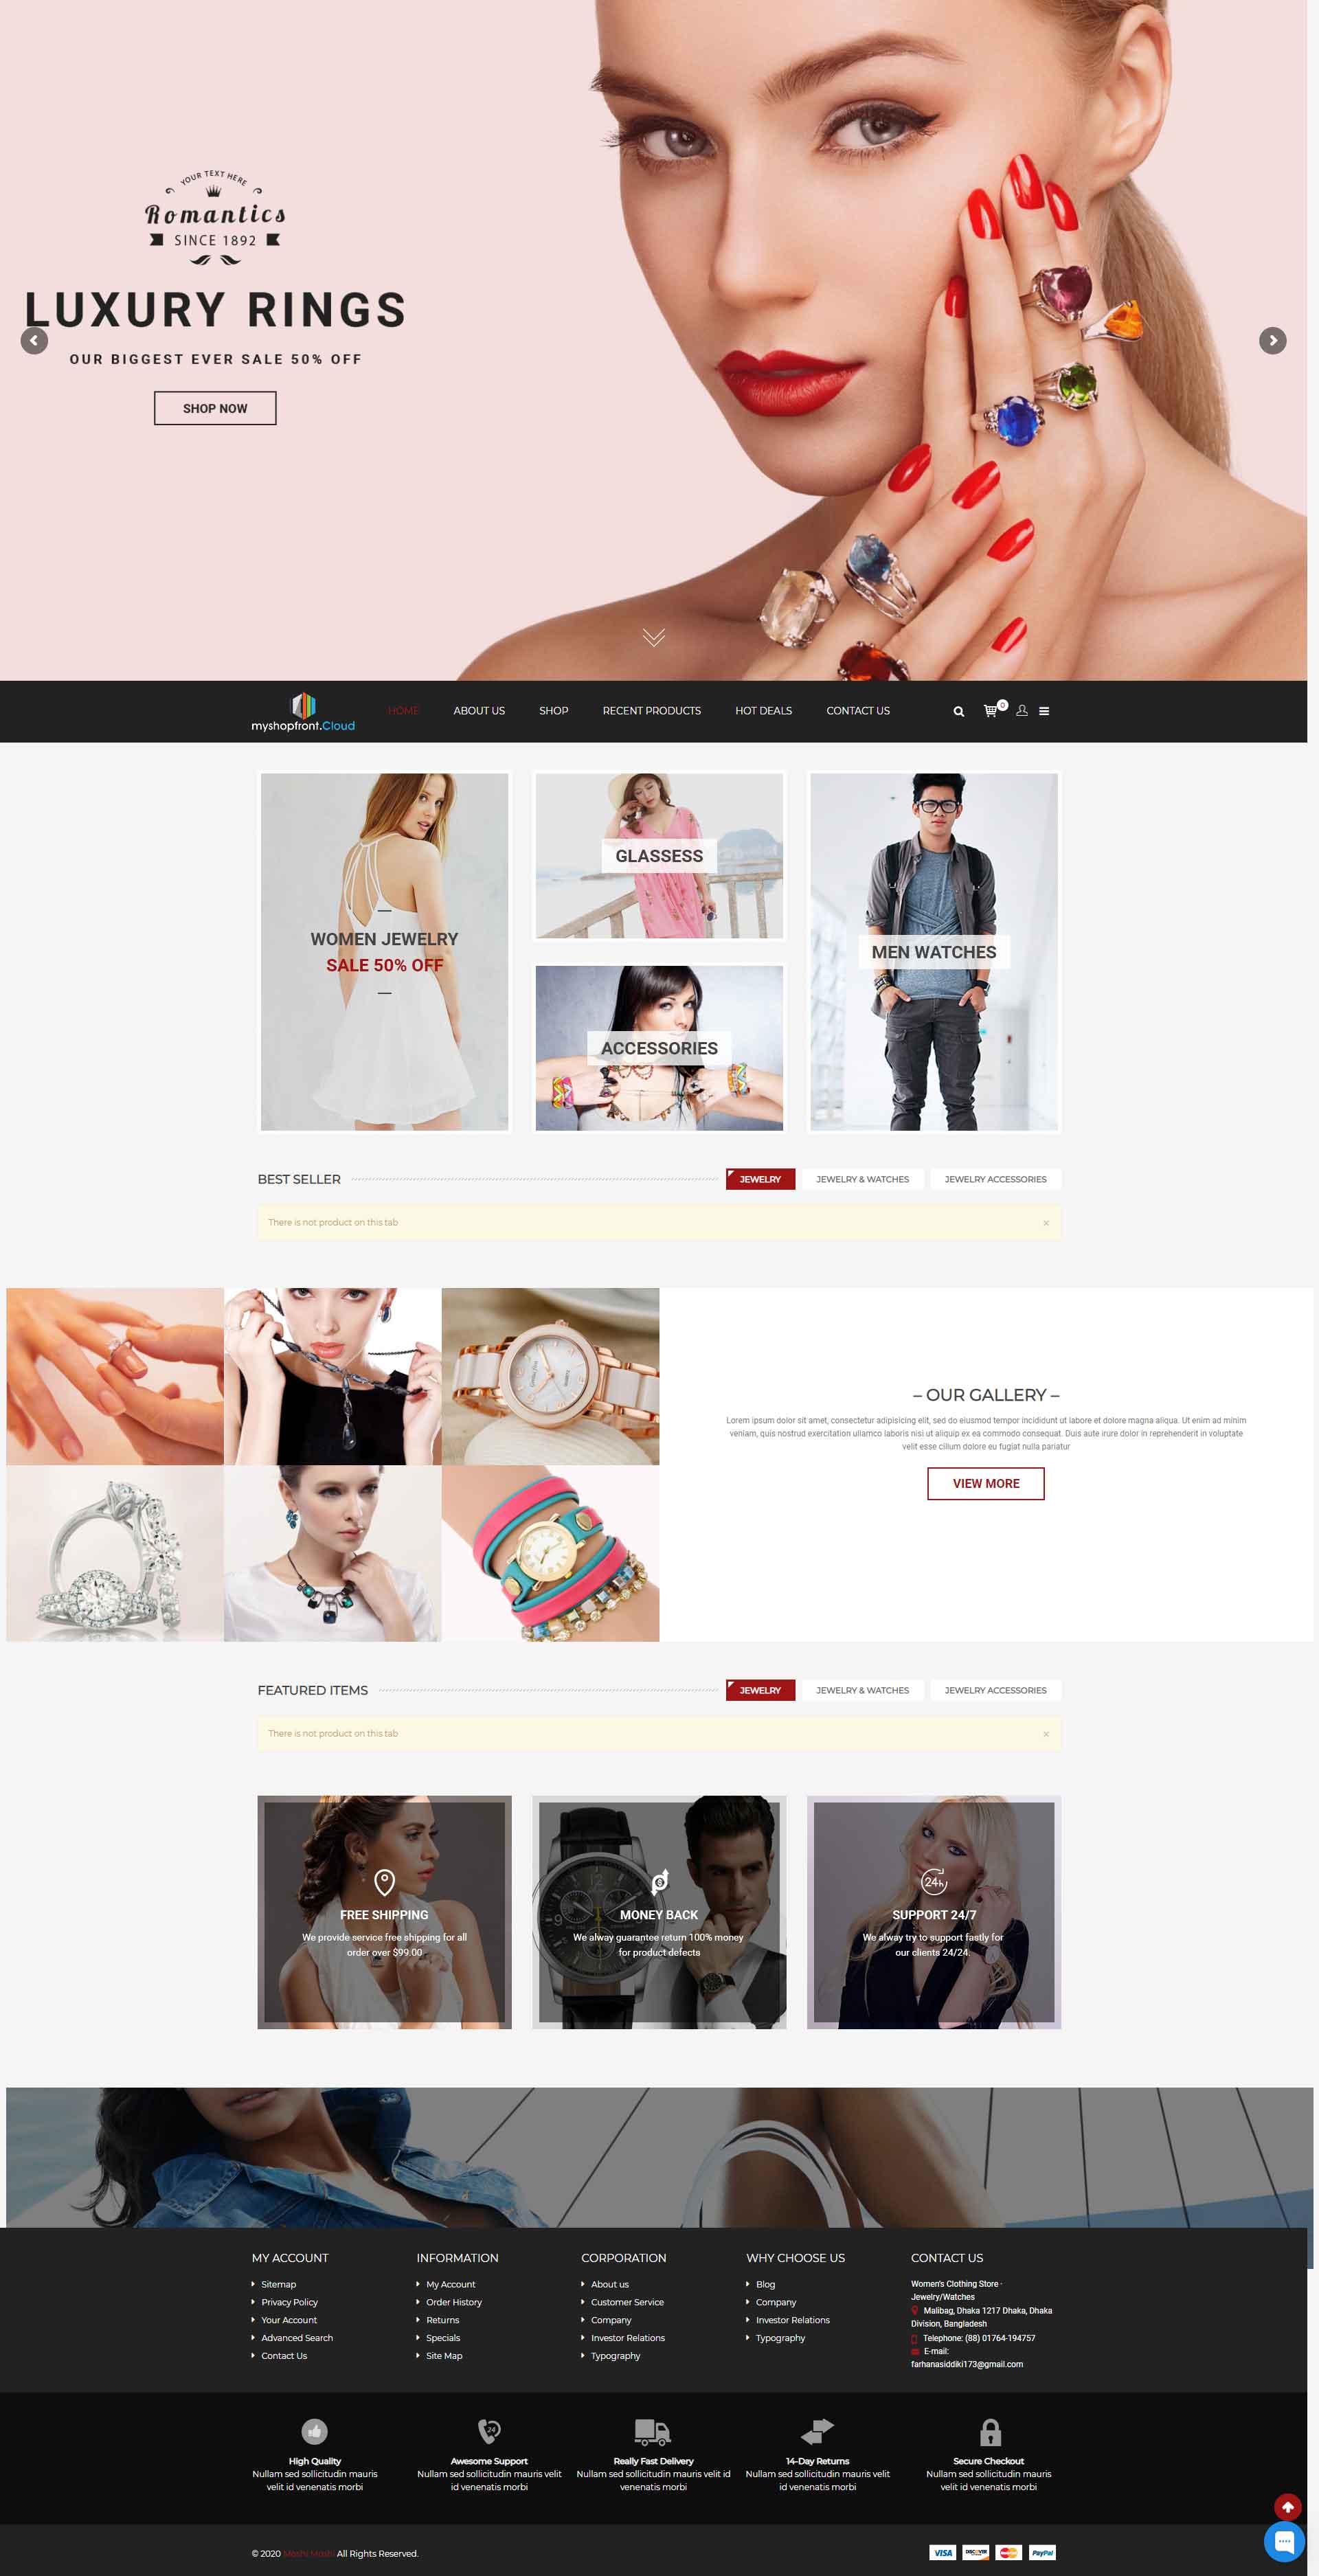 YOUR TEXT HERE
Romantics
SINCE 1892
LUXURY RINGS
OUR BIGGEST EVER SALE 50% OFF
SHOP NOW
myshopfront.Cloud
HOME
ABOUT US
SHOP
RECENT PRODUCTS
HOT DEALS
CONTACT US
0
WOMEN JEWELRY
SALE 50% OFF
GLASSESS
ACCESSORIES
MEN WATCHES
BEST SELLER
JEWELRY
JEWELRY & WATCHES
JEWELRY ACCESSORIES
There is not product on this tab
×
– OUR GALLERY –
Lorem ipsum dolor sit amet, consectetur adipisicing elit, sed do eiusmod tempor incididunt ut labore et dolore magna aliqua. Ut enim ad minim
veniam, quis nostrud exercitation ullamco laboris nisi ut aliquip ex ea commodo consequat. Duis aute irure dolor in reprehenderit in voluptate
velit esse cillum dolore eu fugiat nulla pariatur
VIEW MORE
FEATURED ITEMS
JEWELRY
JEWELRY & WATCHES
JEWELRY ACCESSORIES
There is not product on this tab
×
FREE SHIPPING
We provide service free shipping for all
order over $99.00
MONEY BACK
We alway guarantee return 100% money
for product defects
24h
SUPPORT 24/7
We alway try to support fastly for
our clients 24/24.
MY ACCOUNT
Sitemap
Privacy Policy
Your Account
Advanced Search
Contact Us
INFORMATION
My Account
Order History
Returns
Specials
Site Map
CORPORATION
About us
Customer Service
Company
Investor Relations
Typography
WHY CHOOSE US
Blog
Company
Investor Relations
Typography
CONTACT US
Women's Clothing Store ·
Jewelry/Watches
Malibag, Dhaka 1217 Dhaka, Dhaka
Division, Bangladesh
Telephone: (88) 01764-194757
E-mail:
farhanasiddiki173@gmail.com
High Quality
Nullam sed sollicitudin mauris
velit id venenatis morbi
24
Awesome Support
Nullam sed sollicitudin mauris velit
id venenatis morbi
Really Fast Delivery
Nullam sed sollicitudin mauris velit id
venenatis morbi
14-Day Returns
Nullam sed sollicitudin mauris velit
id venenatis morbi
Secure Checkout
Nullam sed sollicitudin mauris
velit id venenatis morbi
© 2020 Moshi Moshi All Rights Reserved.
VISA
DISCOVER
PayPal